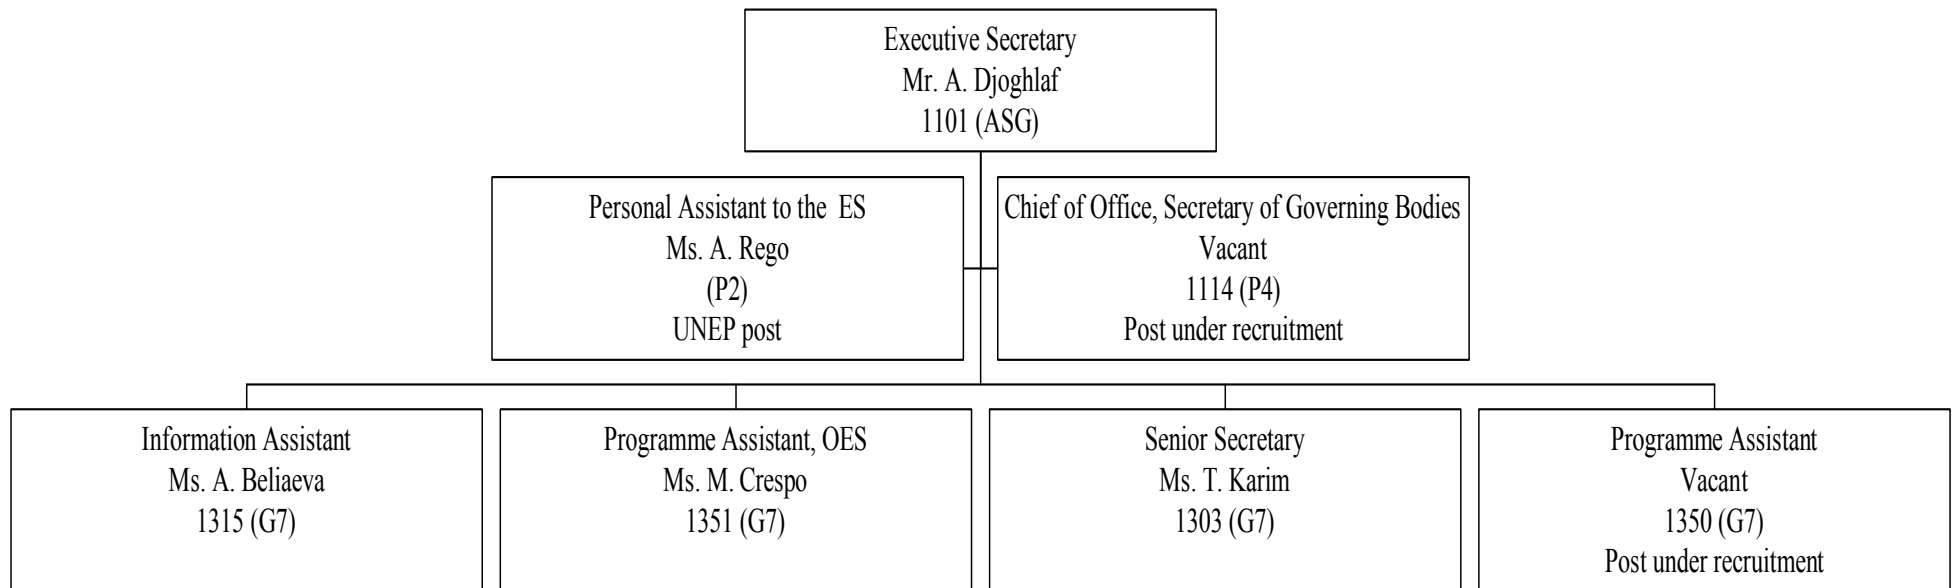 Executive Secretary
Mr. A. Djoghlaf
1101 (ASG)
Personal Assistant to the ES
Ms. A. Rego
(P2)
UNEP post
Chief of Office, Secretary of Governing Bodies
Vacant
1114 (P4)
Post under recruitment
Information Assistant
Ms. A. Beliaeva
1315 (G7)
Programme Assistant, OES
Ms. M. Crespo
1351 (G7)
Senior Secretary
Ms. T. Karim
1303 (G7)
Programme Assistant
Vacant
1350 (G7)
Post under recruitment